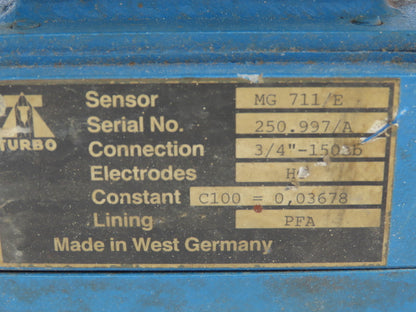 TURBO
Sensor MG 711/E
Serial No. 250.997/A
Connection 3/4"-150lb
Electrodes
Constant C100 = 0,03678
Lining PFA
Made in West Germany